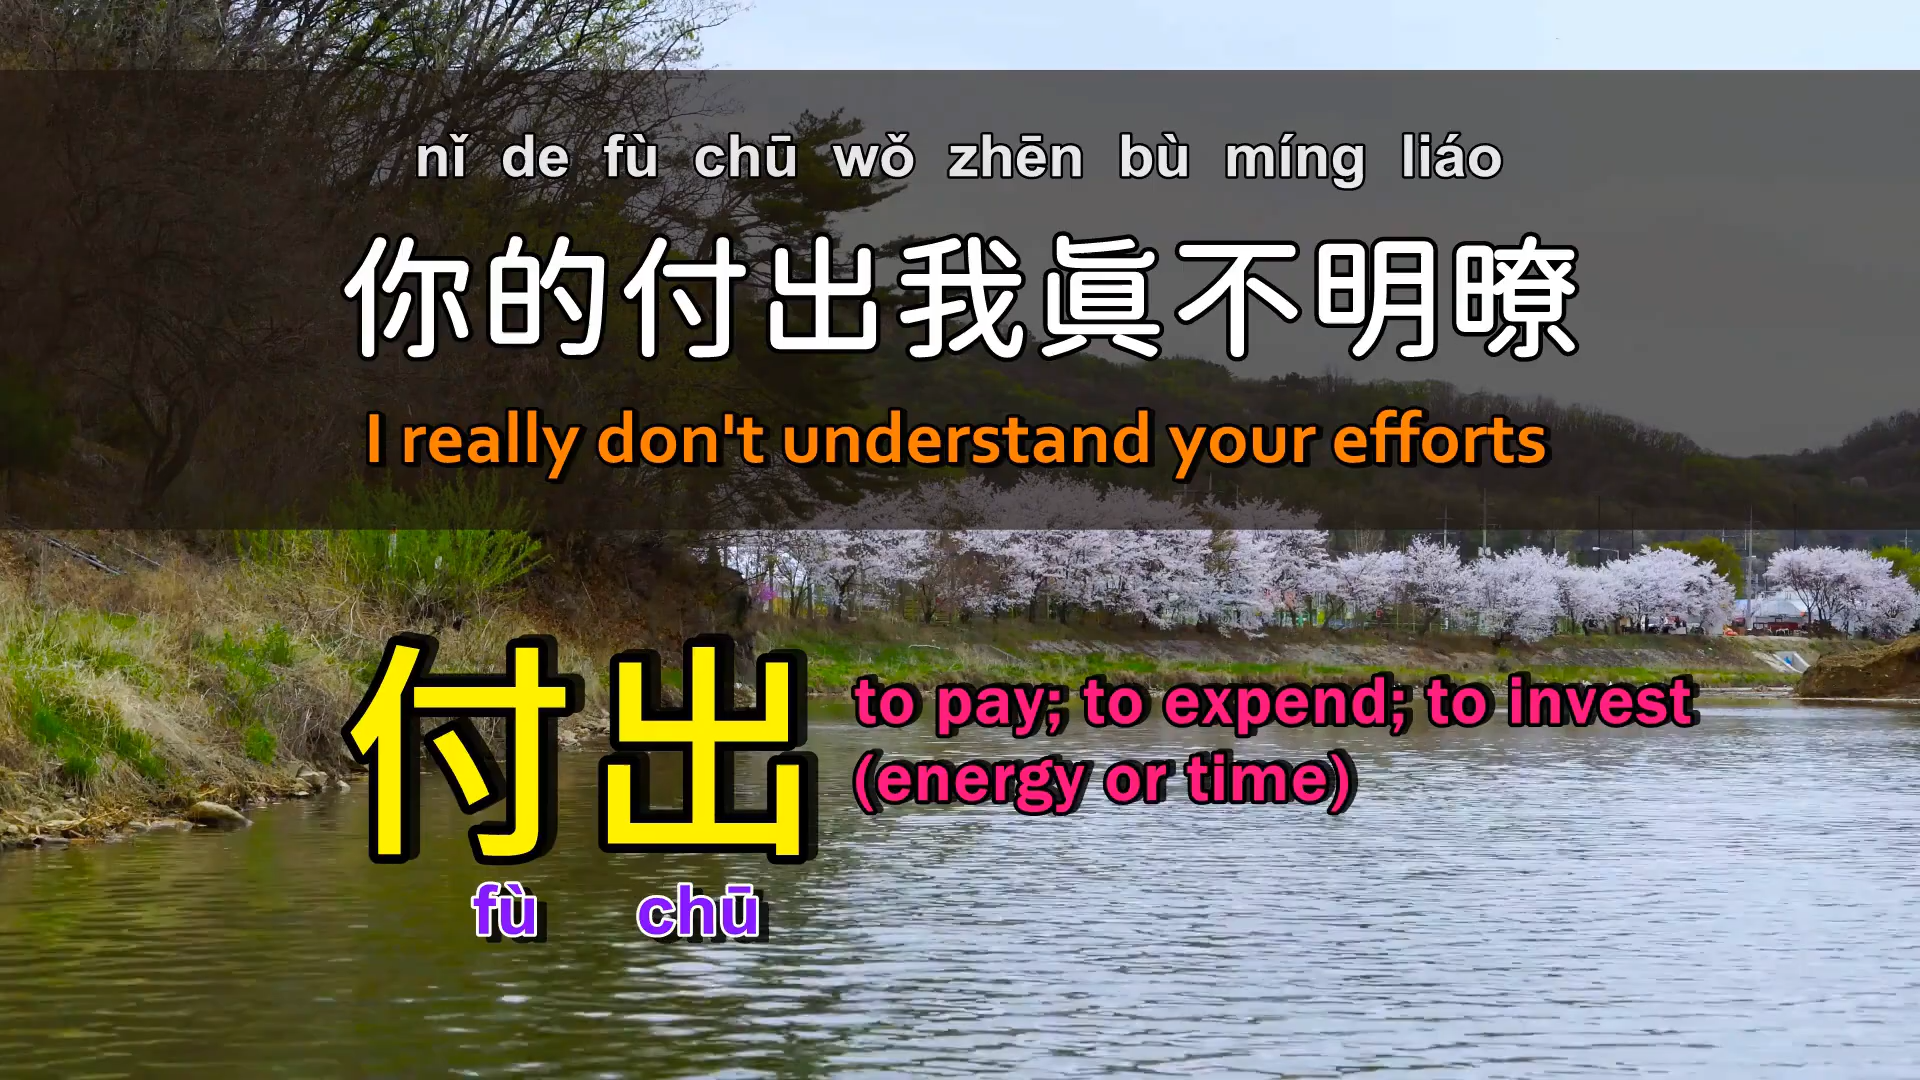 nǐ de fù chū wǒ zhēn bù míng liáo
你的付出我眞不明暸
I really don't understand your efforts
付出
to pay; to expend; to invest
(energy or time)
fù chū